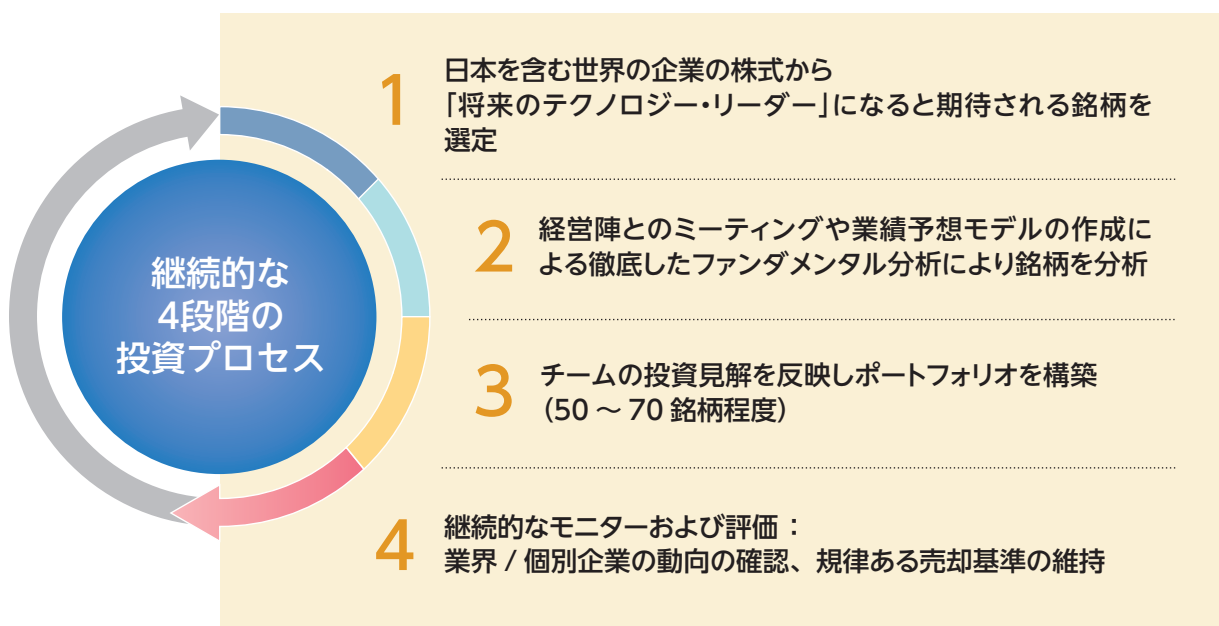 継続的な
4段階の
投資プロセス
1
日本を含む世界の企業の株式から
「将来のテクノロジー・リーダー」になると期待される銘柄を
選定
2
経営陣とのミーティングや業績予想モデルの作成に
よる徹底したファンダメンタル分析により銘柄を分析
3
チームの投資見解を反映しポートフォリオを構築
(50 ～ 70 銘柄程度)
4
継続的なモニターおよび評価：
業界 / 個別企業の動向の確認、規律ある売却基準の維持